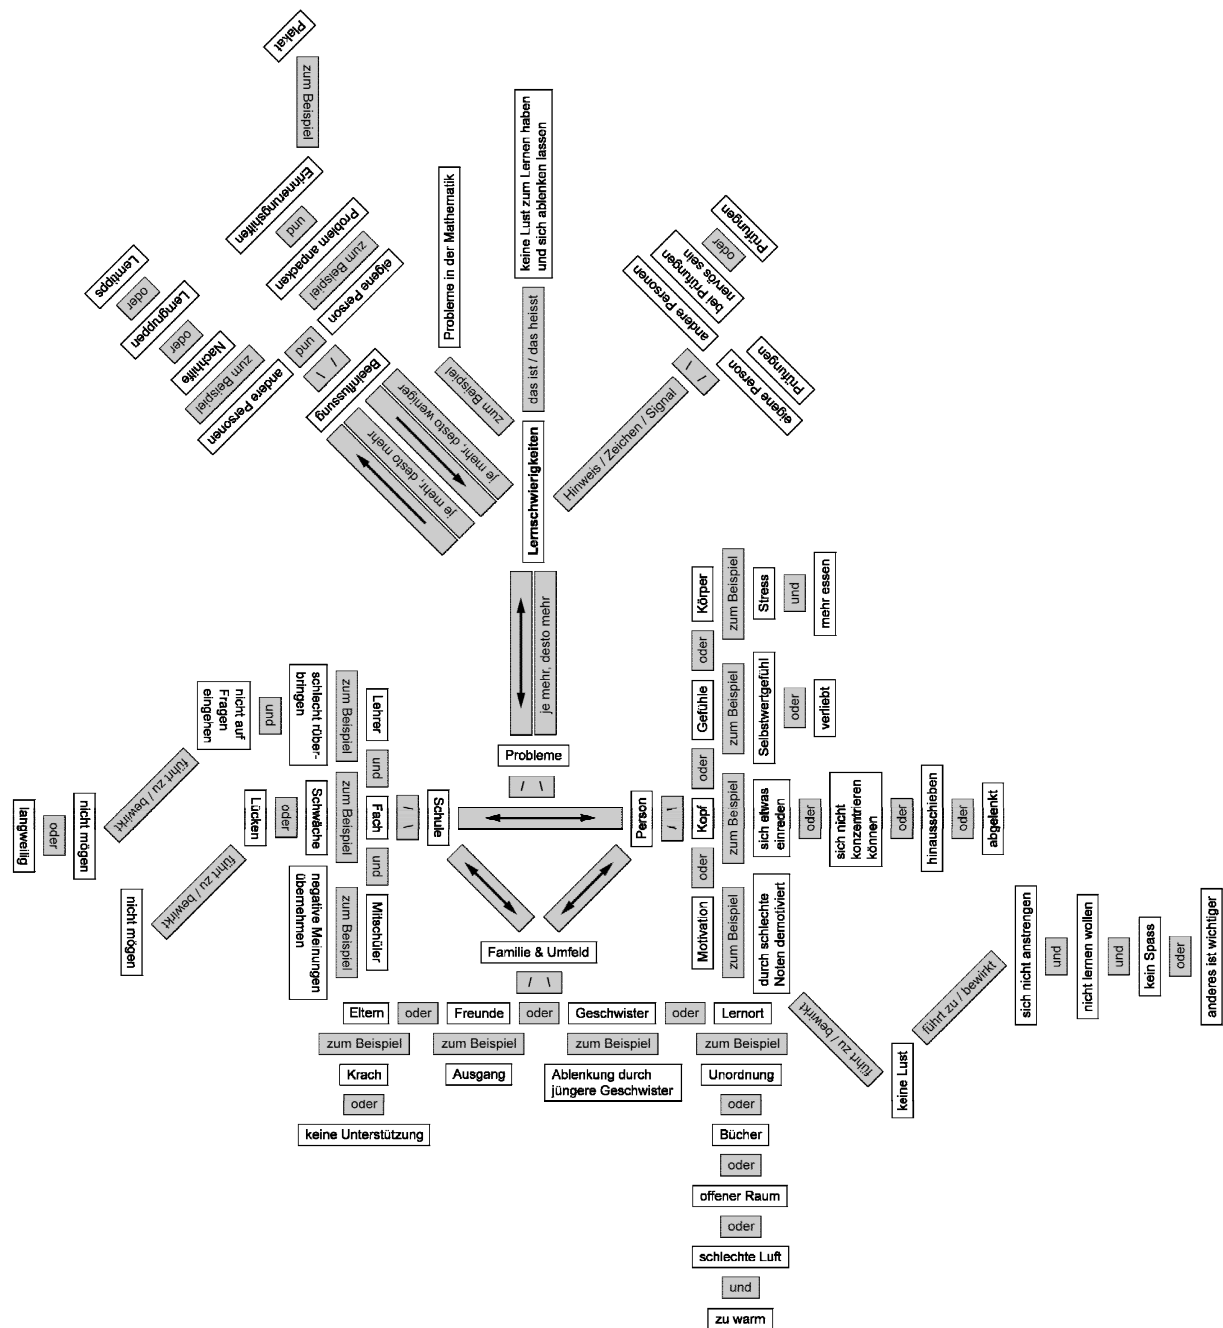 Plakat
zum Beispiel
Erinnerungshilfen
und
Problem anpacken
zum Beispiel
eigene Person
und
/ \
Lerntipps
oder
Lerngruppen
oder
Nachhilfe
zum Beispiel
andere Personen
Beeinflussung
je mehr, desto weniger
je mehr, desto mehr
Probleme in der Mathematik
zum Beispiel
keine Lust zum Lernen haben
und sich ablenken lassen
das ist / das heisst
Lernschwierigkeiten
Prüfungen
oder
bei Prüfungen
nervös sein
andere Personen
/ \
Prüfungen
eigene Person
Hinweis / Zeichen / Signal
je mehr, desto mehr
Probleme
/ \
Schule
/ \
Lehrer
und
Fach
und
Mitschüler
zum Beispiel
zum Beispiel
zum Beispiel
schlecht rüber-
bringen
und
nicht auf
Fragen
eingehen
führt zu / bewirkt
nicht mögen
oder
langweilig
Schwäche
oder
Lücken
führt zu / bewirkt
nicht mögen
negative Meinungen
übernehmen
Person
/ \
Körper
oder
Gefühle
oder
Kopf
oder
Motivation
zum Beispiel
zum Beispiel
zum Beispiel
zum Beispiel
Stress
und
mehr essen
Selbstwertgefühl
oder
verliebt
sich etwas
einreden
oder
sich nicht
konzentrieren
können
oder
hinausschieben
oder
abgelenkt
durch schlechte
Noten demotiviert
führt zu / bewirkt
keine Lust
führt zu / bewirkt
sich nicht anstrengen
und
nicht lernen wollen
und
kein Spass
oder
anderes ist wichtiger
Familie & Umfeld
/ \
Eltern oder Freunde oder Geschwister oder Lernort
zum Beispiel zum Beispiel zum Beispiel zum Beispiel
Krach
oder
keine Unterstützung
Ausgang
Ablenkung durch
jüngere Geschwister
Unordnung
oder
Bücher
oder
offener Raum
oder
schlechte Luft
und
zu warm